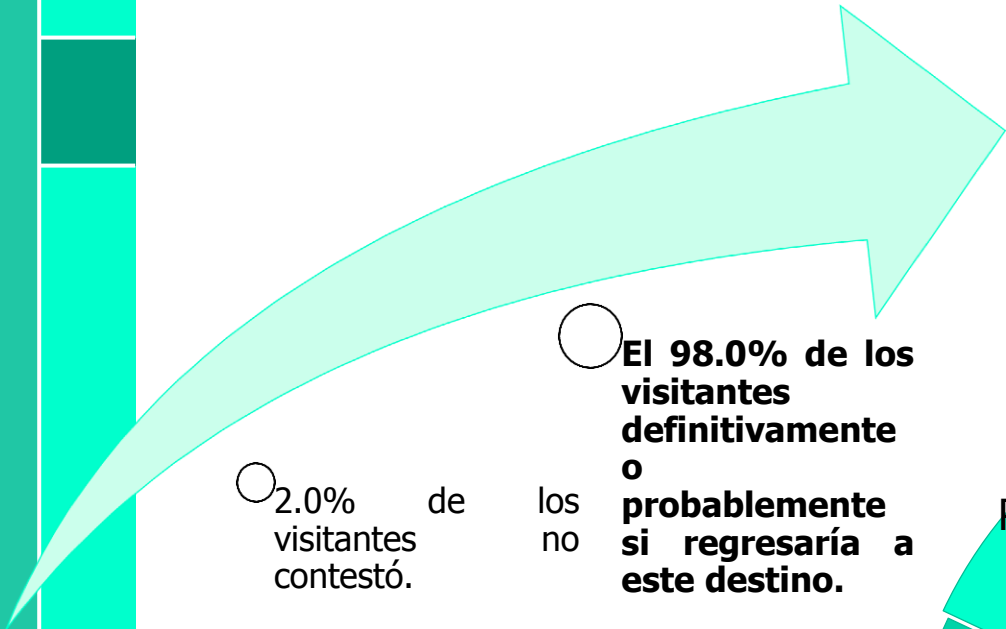 2.0% de los
visitantes no
contestó.
El 98.0% de los
visitantes
definitivamente
o
probablemente
si regresaría a
este destino.